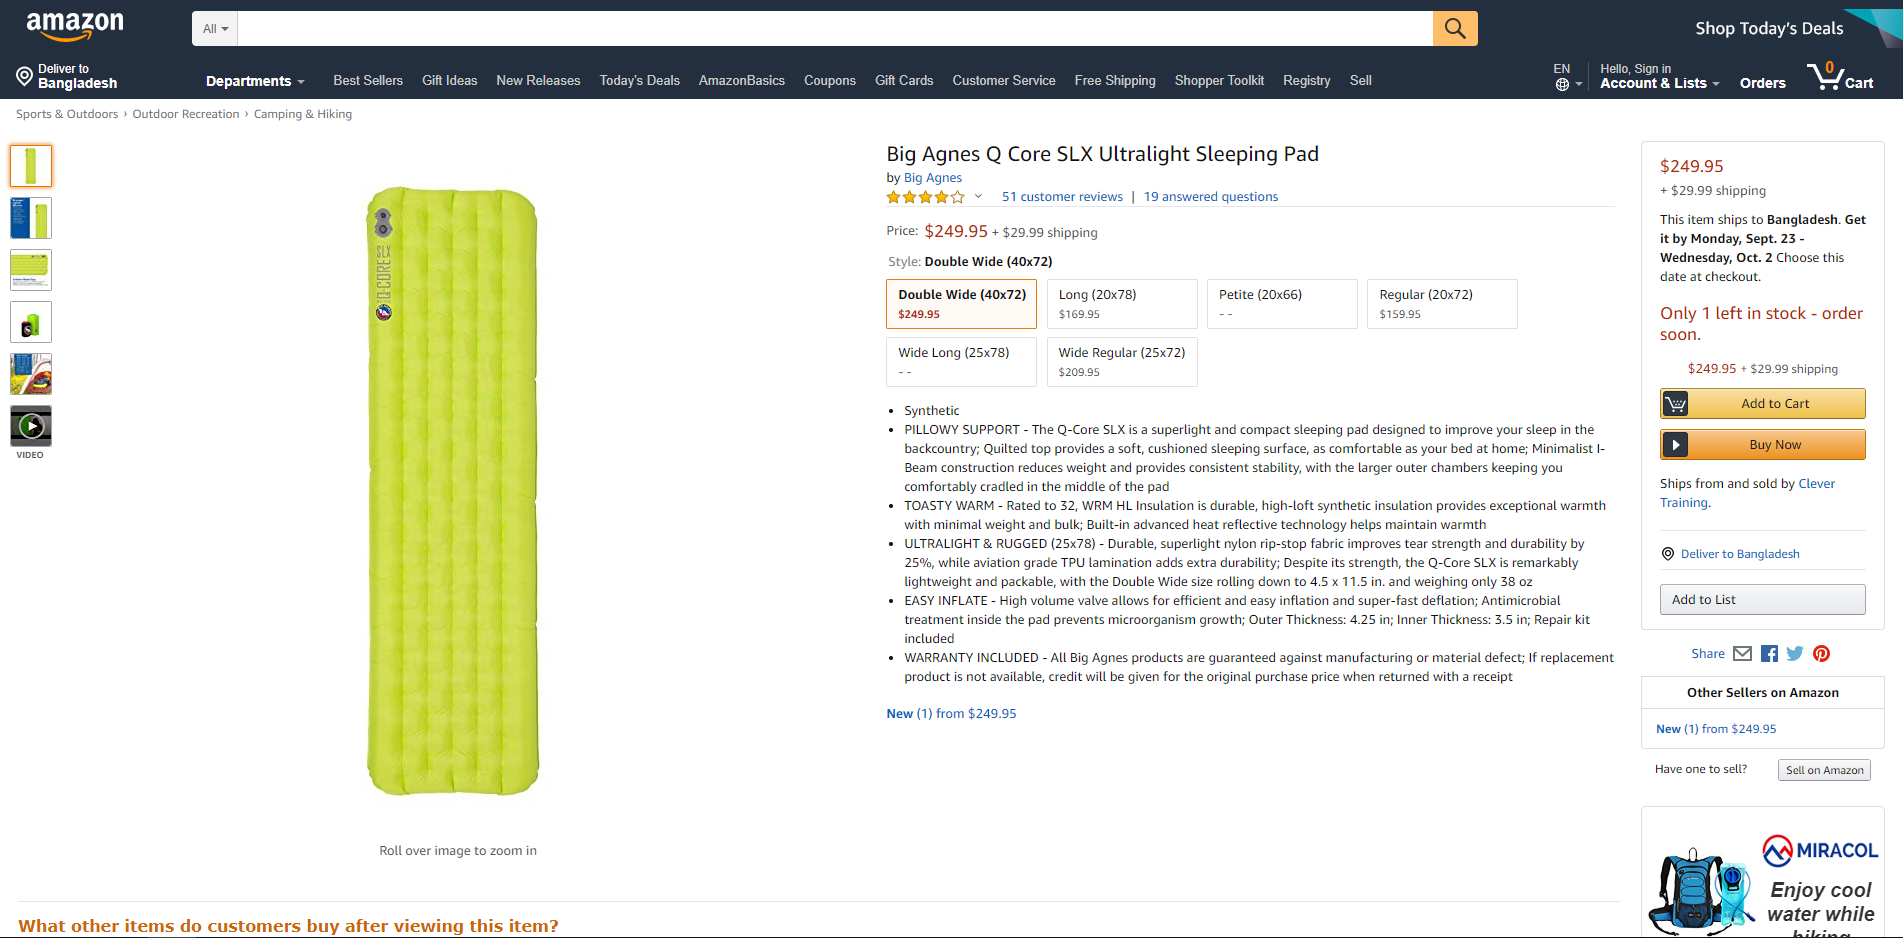 amazon
All
Shop Today's Deals
Deliver to
Bangladesh
Departments
Best Sellers
Gift Ideas
New Releases
Today's Deals
AmazonBasics
Coupons
Gift Cards
Customer Service
Free Shipping
Shopper Toolkit
Registry
Sell
EN
Hello, Sign in
Account & Lists
Orders
0
Cart
Sports & Outdoors › Outdoor Recreation › Camping & Hiking
VIDEO
SLX
Q-CORE
Roll over image to zoom in
Big Agnes Q Core SLX Ultralight Sleeping Pad
by Big Agnes
51 customer reviews | 19 answered questions
Price: $249.95 + $29.99 shipping
Style: Double Wide (40x72)
Double Wide (40x72)
$249.95
Long (20x78)
$169.95
Petite (20x66)
- -
Regular (20x72)
$159.95
Wide Long (25x78)
- -
Wide Regular (25x72)
$209.95
• Synthetic
• PILLOWY SUPPORT - The Q-Core SLX is a superlight and compact sleeping pad designed to improve your sleep in the
backcountry; Quilted top provides a soft, cushioned sleeping surface, as comfortable as your bed at home; Minimalist I-
Beam construction reduces weight and provides consistent stability, with the larger outer chambers keeping you
comfortably cradled in the middle of the pad
• TOASTY WARM - Rated to 32, WRM HL Insulation is durable, high-loft synthetic insulation provides exceptional warmth
with minimal weight and bulk; Built-in advanced heat reflective technology helps maintain warmth
• ULTRALIGHT & RUGGED (25x78) - Durable, superlight nylon rip-stop fabric improves tear strength and durability by
25%, while aviation grade TPU lamination adds extra durability; Despite its strength, the Q-Core SLX is remarkably
lightweight and packable, with the Double Wide size rolling down to 4.5 x 11.5 in. and weighing only 38 oz
• EASY INFLATE - High volume valve allows for efficient and easy inflation and super-fast deflation; Antimicrobial
treatment inside the pad prevents microorganism growth; Outer Thickness: 4.25 in; Inner Thickness: 3.5 in; Repair kit
included
• WARRANTY INCLUDED - All Big Agnes products are guaranteed against manufacturing or material defect; If replacement
product is not available, credit will be given for the original purchase price when returned with a receipt
New (1) from $249.95
$249.95
+ $29.99 shipping
This item ships to Bangladesh. Get
it by Monday, Sept. 23 -
Wednesday, Oct. 2 Choose this
date at checkout.
Only 1 left in stock - order
soon.
$249.95 + $29.99 shipping
Add to Cart
Buy Now
Ships from and sold by Clever
Training.
Deliver to Bangladesh
Add to List
Share
Other Sellers on Amazon
New (1) from $249.95
Have one to sell?
Sell on Amazon
MIRACOL
Enjoy cool
water while
hiking
What other items do customers buy after viewing this item?